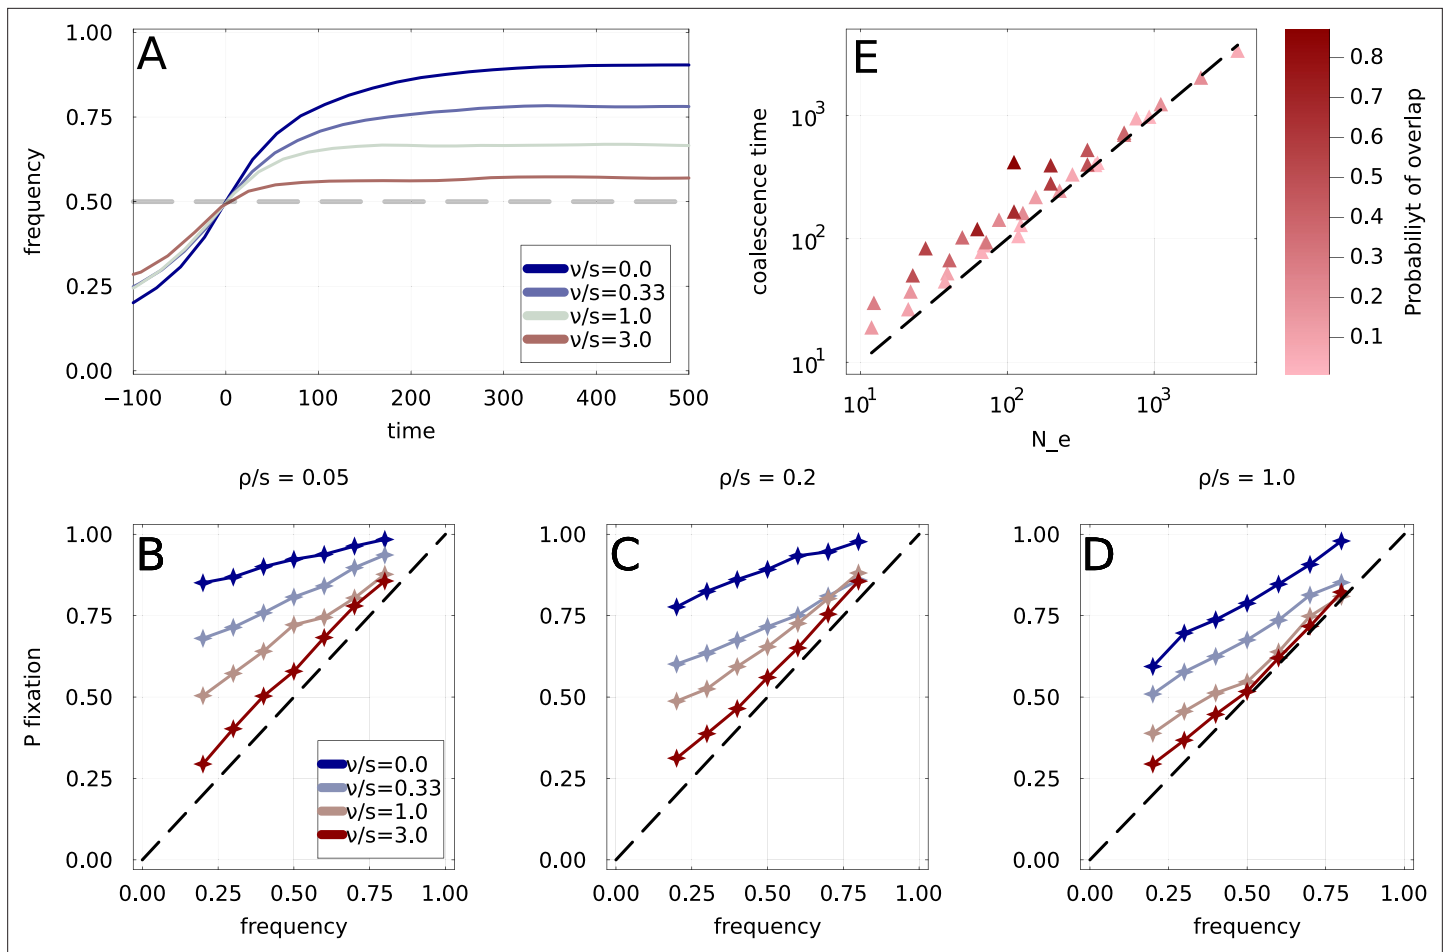 A
1.00
0.75
0.50
0.25
0.00
frequency
−100
0
100
200
300
400
500
time
ν/s=0.0
ν/s=0.33
ν/s=1.0
ν/s=3.0
E
10³
10²
10¹
coalescence time
10¹
10²
10³
N_e
0.8
0.7
0.6
0.5
0.4
0.3
0.2
0.1
Probabiliyt of overlap
ρ/s = 0.05
B
1.00
0.75
0.50
0.25
0.00
P fixation
0.00
0.25
0.50
0.75
1.00
frequency
ν/s=0.0
ν/s=0.33
ν/s=1.0
ν/s=3.0
ρ/s = 0.2
C
1.00
0.75
0.50
0.25
0.00
0.00
0.25
0.50
0.75
1.00
frequency
ρ/s = 1.0
D
1.00
0.75
0.50
0.25
0.00
0.00
0.25
0.50
0.75
1.00
frequency